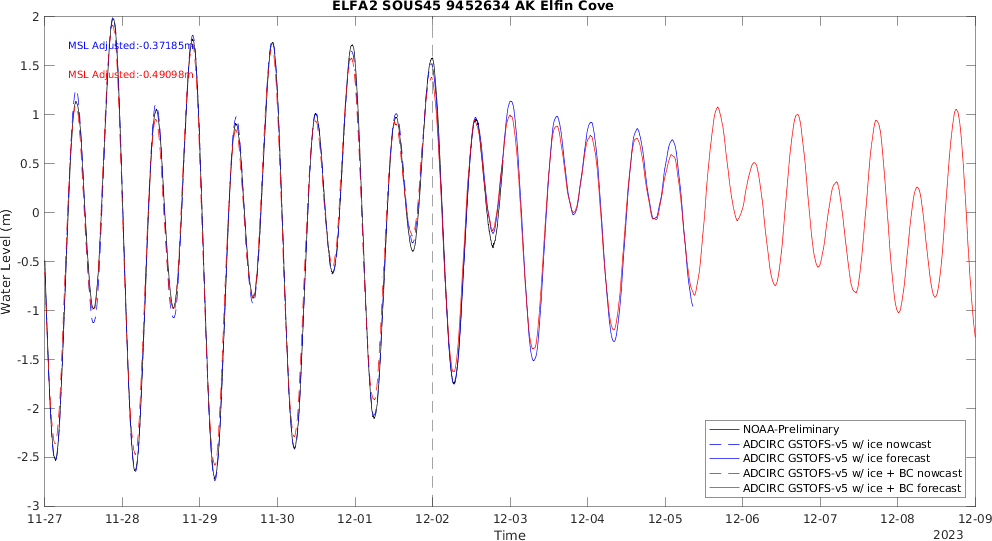 ELFA2 SOUS45 9452634 AK Elfin Cove
MSL Adjusted:-0.37185m
MSL Adjusted:-0.49098m
Water Level (m)
2
1.5
1
0.5
0
-0.5
-1
-1.5
-2
-2.5
-3
NOAA-Preliminary
ADCIRC GSTOFS-v5 w/ ice nowcast
ADCIRC GSTOFS-v5 w/ ice forecast
ADCIRC GSTOFS-v5 w/ ice + BC nowcast
ADCIRC GSTOFS-v5 w/ ice + BC forecast
11-27 11-28 11-29 11-30 12-01 12-02 12-03 12-04 12-05 12-06 12-07 12-08 12-09
Time
2023